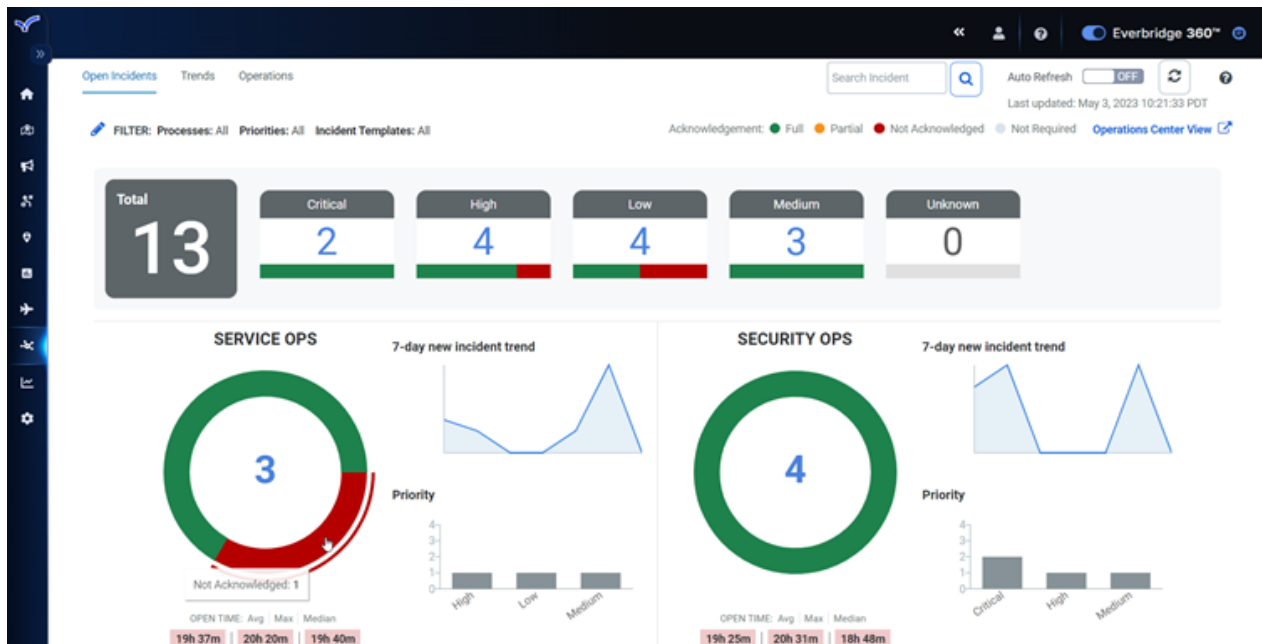 Everbridge 360™
Open Incidents Trends Operations
Search Incident
Auto Refresh OFF
Last updated: May 3, 2023 10:21:33 PDT
FILTER: Processes: All Priorities: All Incident Templates: All
Acknowledgement: Full Partial Not Acknowledged Not Required Operations Center View
Total
13
Critical
2
High
4
Low
4
Medium
3
Unknown
0
SERVICE OPS
3
Not Acknowledged: 1
OPEN TIME: Avg | Max | Median
19h 37m | 20h 20m | 19h 40m
7-day new incident trend
Priority
4
3
2
1
0
High Low Medium
SECURITY OPS
4
OPEN TIME: Avg | Max | Median
19h 25m | 20h 31m | 18h 48m
7-day new incident trend
Priority
4
3
2
1
0
Critical High Medium